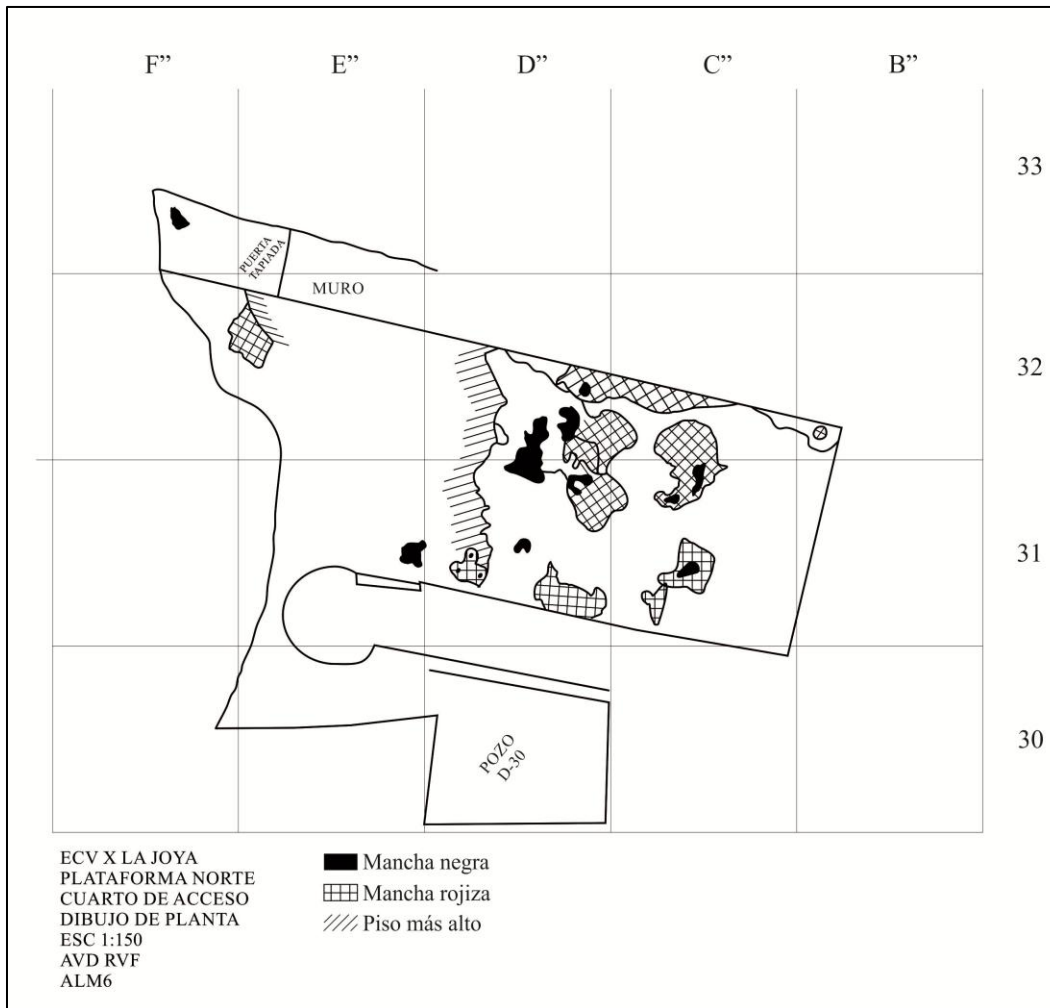 F” E” D” C” B”
33
PUERTA
TAPIADA
MURO
32
31
30
POZO
D-30
ECV X LA JOYA
PLATAFORMA NORTE
CUARTO DE ACCESO
DIBUJO DE PLANTA
ESC 1:150
AVD RVF
ALM6
Mancha negra
Mancha rojiza
Piso más alto